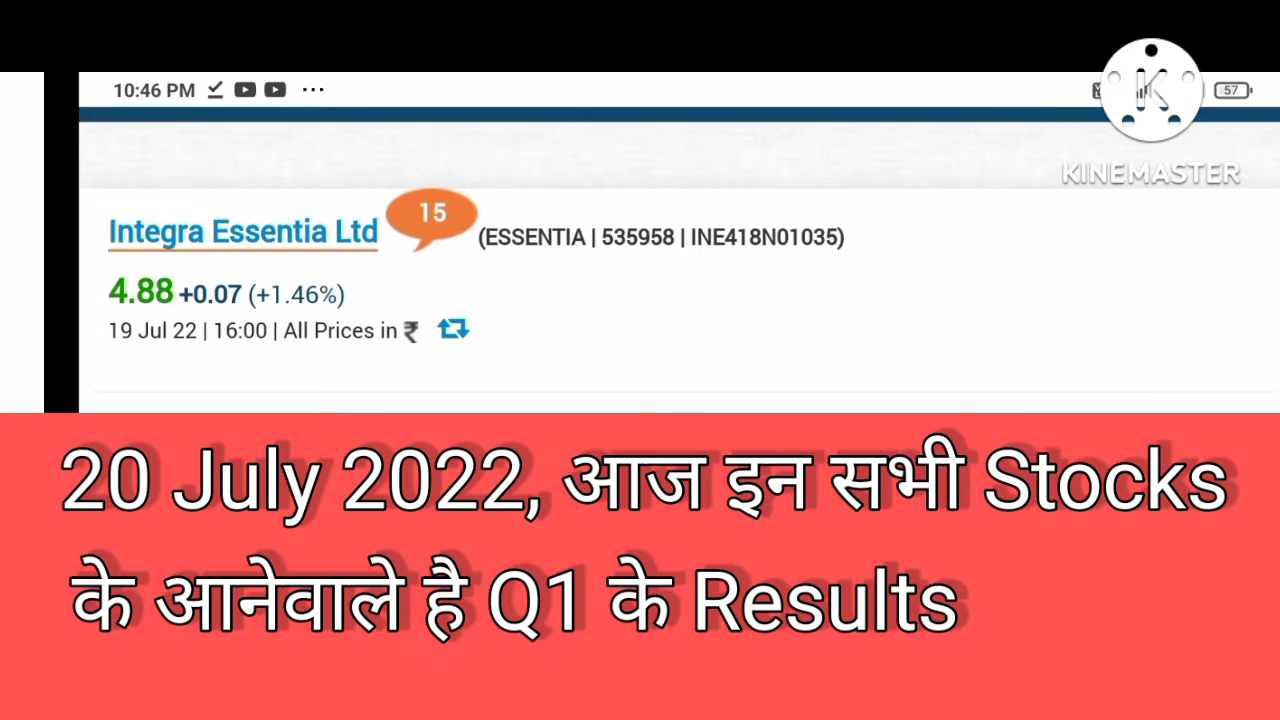 10:46 PM
57
KINEMASTER
Integra Essentia Ltd
15
(ESSENTIA | 535958 | INE418N01035)
4.88 +0.07 (+1.46%)
19 Jul 22 | 16:00 | All Prices in ₹
20 July 2022, आज इन सभी Stocks
के आनेवाले है Q1 के Results